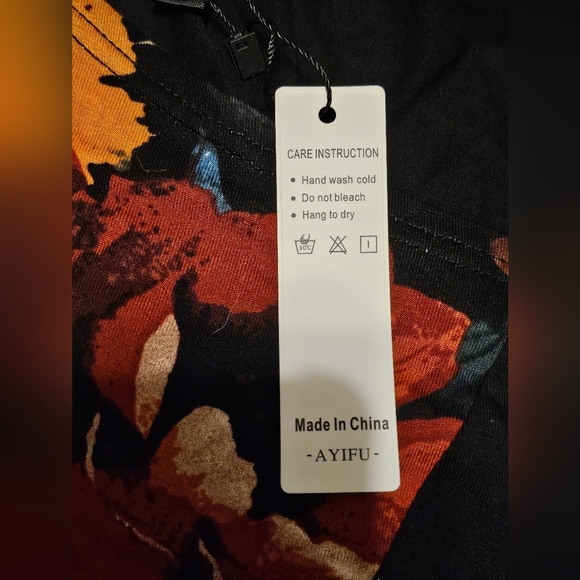 CARE INSTRUCTION
• Hand wash cold
• Do not bleach
• Hang to dry
30°C
Made In China
-AYIFU-